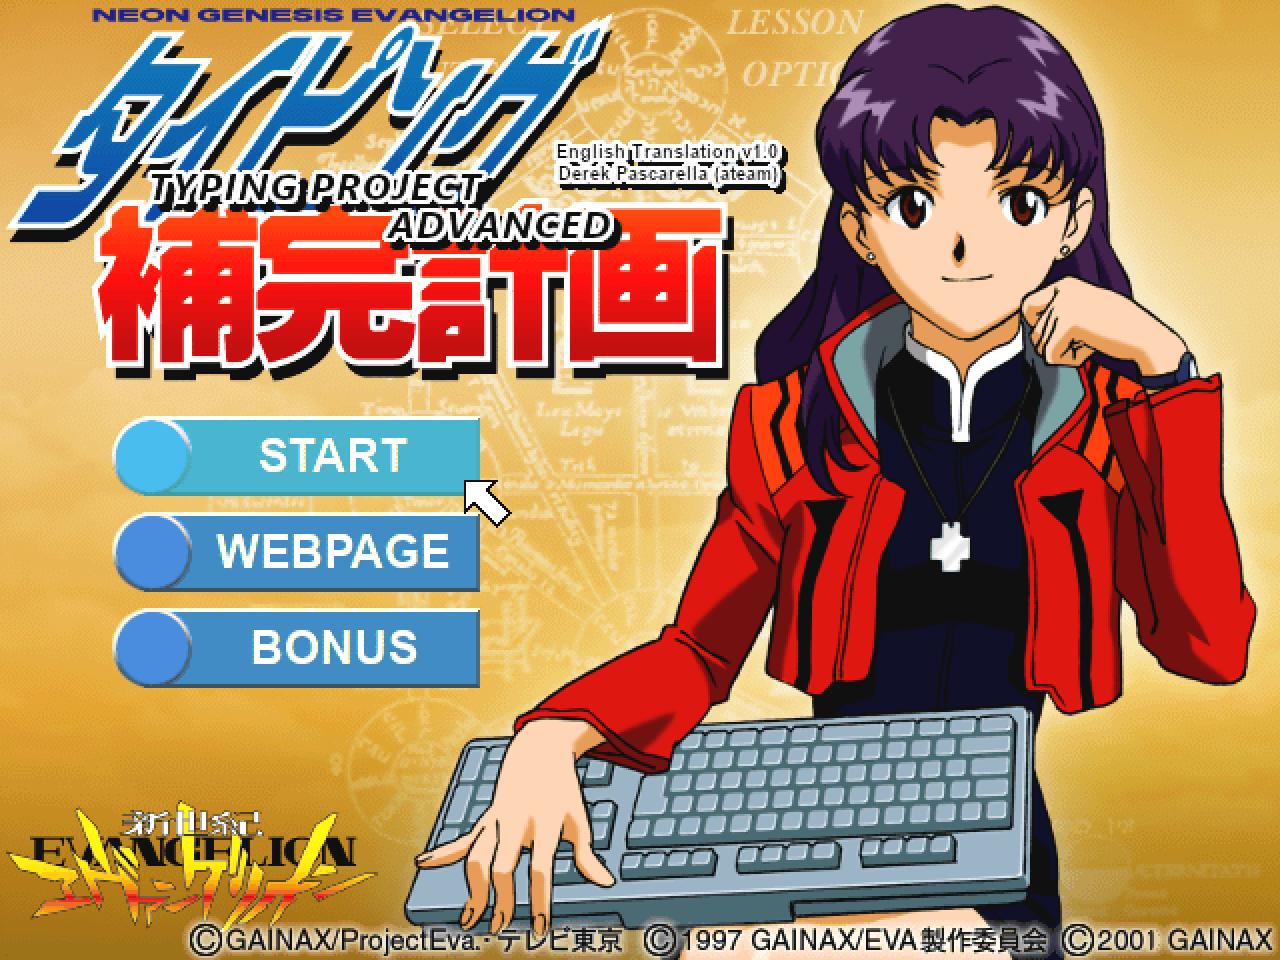 NEON GENESIS EVANGELION
SELECT
LESSON
OPTIO
タイピング
English Translation v1.0
Derek Pascarella (ateam)
TYPING PROJECT
ADVANCED
補完計画
START
WEBPAGE
BONUS
新世紀
EVANGELION
エヴァンゲリオン
©GAINAX/ProjectEva.・テレビ東京 ©1997 GAINAX/EVA製作委員会 ©2001 GAINAX